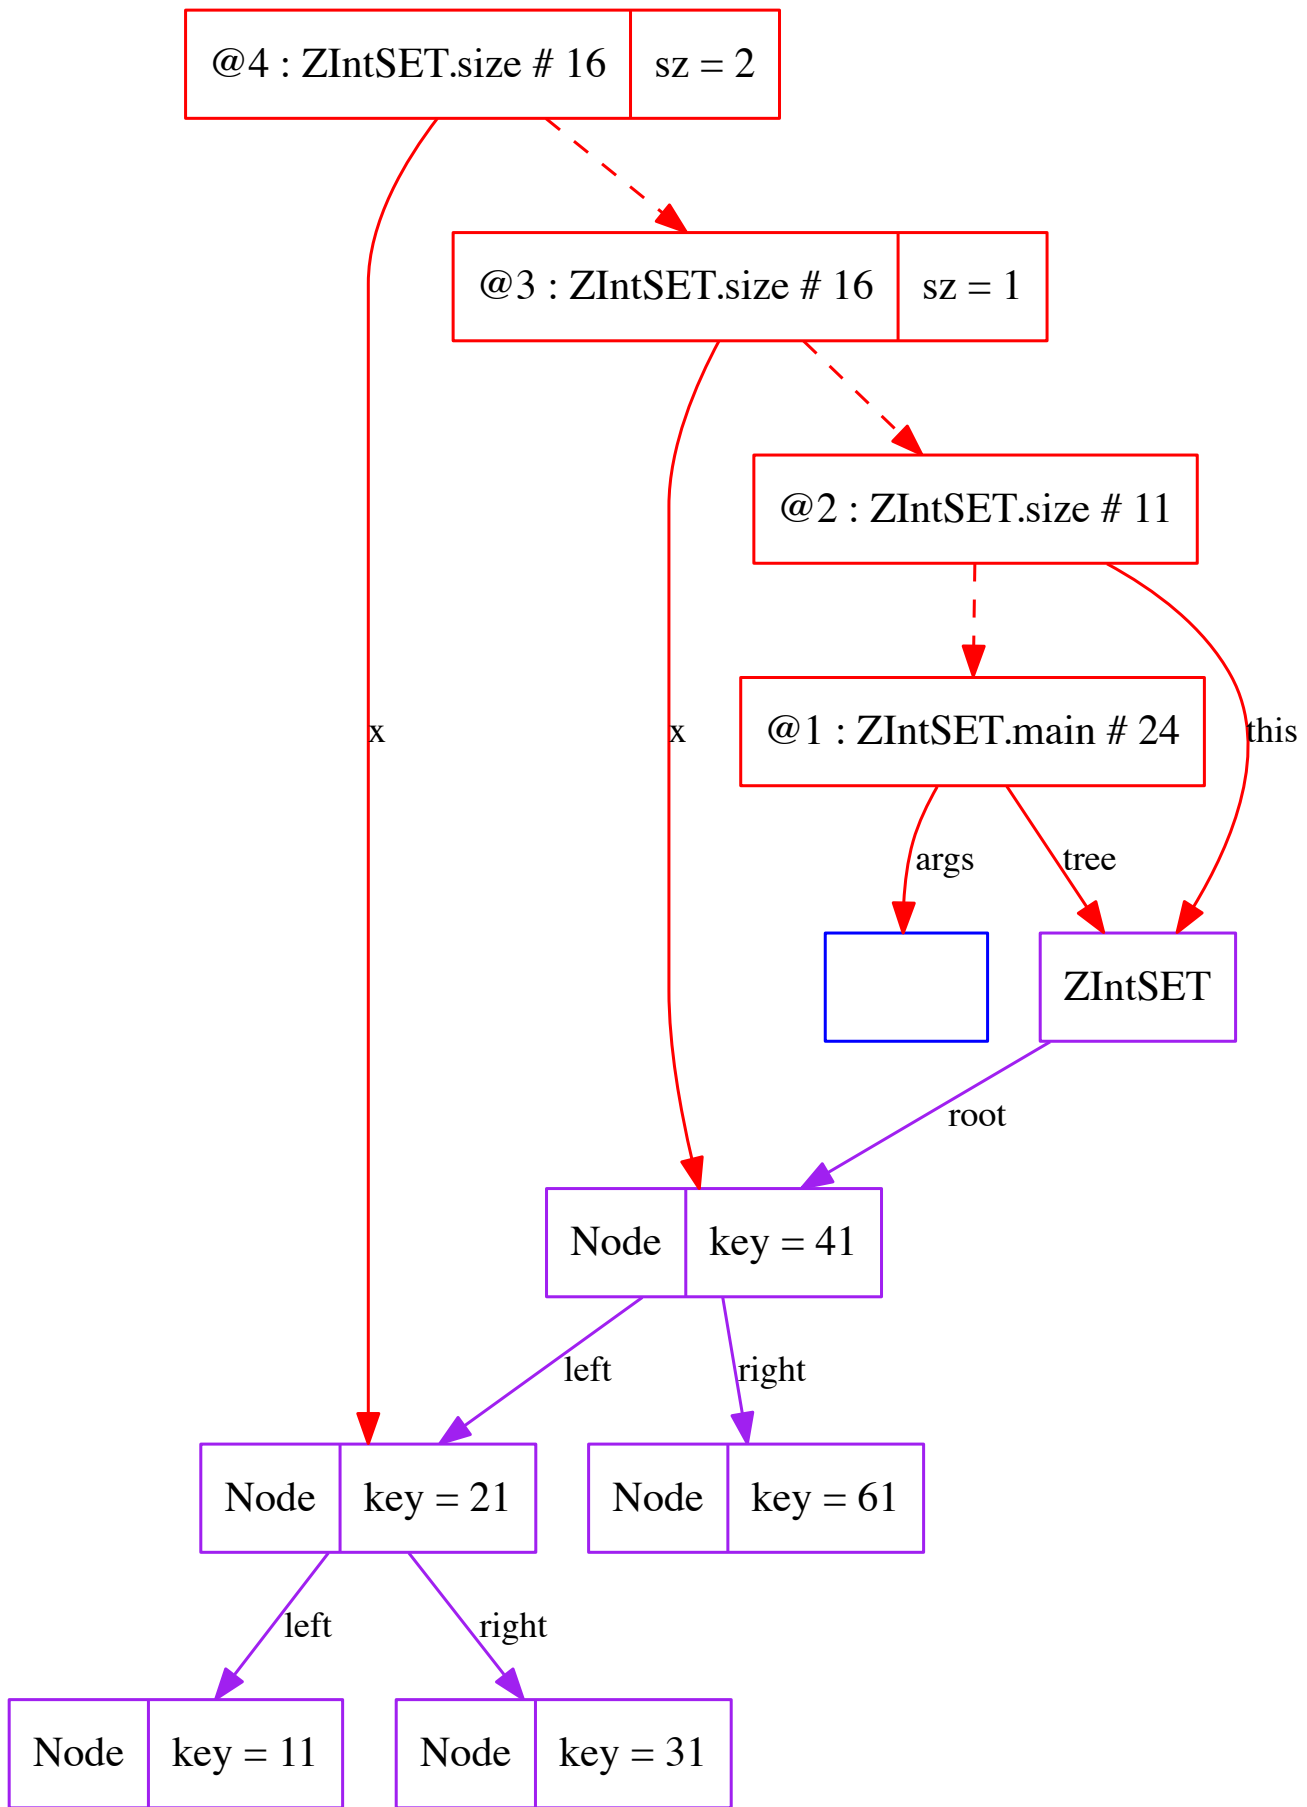 @4 : ZIntSET.size # 16 sz = 2
@3 : ZIntSET.size # 16 sz = 1
@2 : ZIntSET.size # 11
x x @1 : ZIntSET.main # 24 this
args tree
ZIntSET
root
Node key = 41
left right
Node key = 21 Node key = 61
left right
Node key = 11 Node key = 31